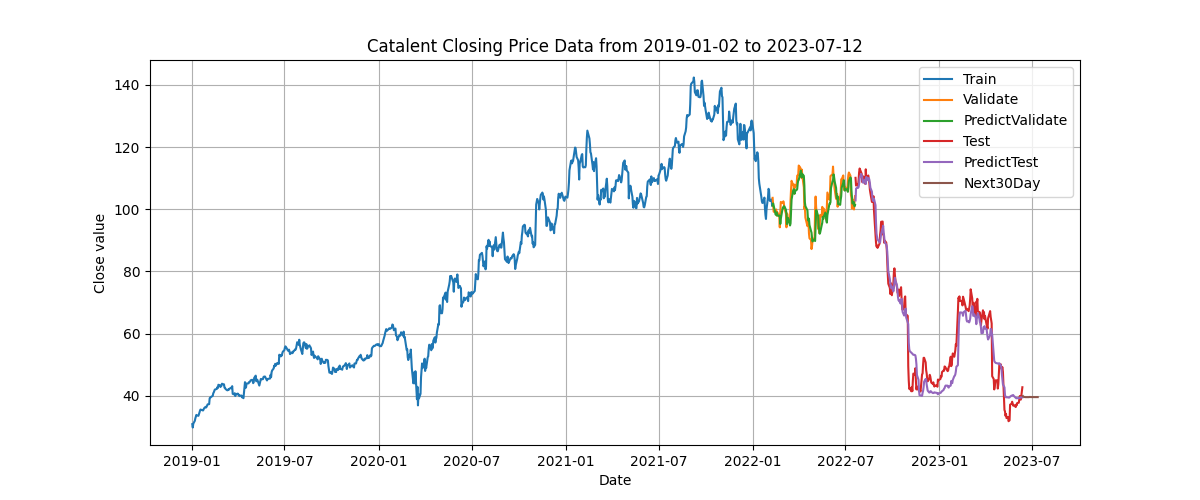 Catalent Closing Price Data from 2019-01-02 to 2023-07-12
Close value
140
120
100
80
60
40
Train
Validate
PredictValidate
Test
PredictTest
Next30Day
2019-01
2019-07
2020-01
2020-07
2021-01
2021-07
2022-01
2022-07
2023-01
2023-07
Date